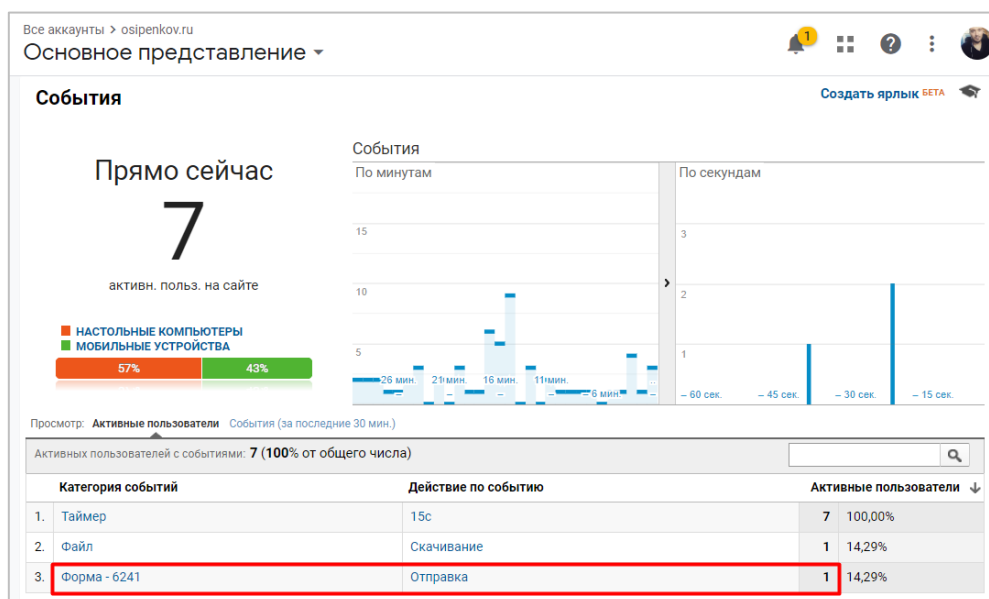 Все аккаунты > osipenkov.ru
Основное представление
1
События
Создать ярлык БЕТА
Прямо сейчас
7
активн. польз. на сайте
НАСТОЛЬНЫЕ КОМПЬЮТЕРЫ
МОБИЛЬНЫЕ УСТРОЙСТВА
57% 43%
События
По минутам
15
10
5
26 мин. 21 мин. 16 мин. 11 мин. 6 мин.
По секундам
3
2
1
– 60 сек. – 45 сек. – 30 сек. – 15 сек.
Просмотр: Активные пользователи События (за последние 30 мин.)
Активных пользователей с событиями: 7 (100% от общего числа)
Категория событий Действие по событию Активные пользователи
1. Таймер 15с 7 100,00%
2. Файл Скачивание 1 14,29%
3. Форма - 6241 Отправка 1 14,29%